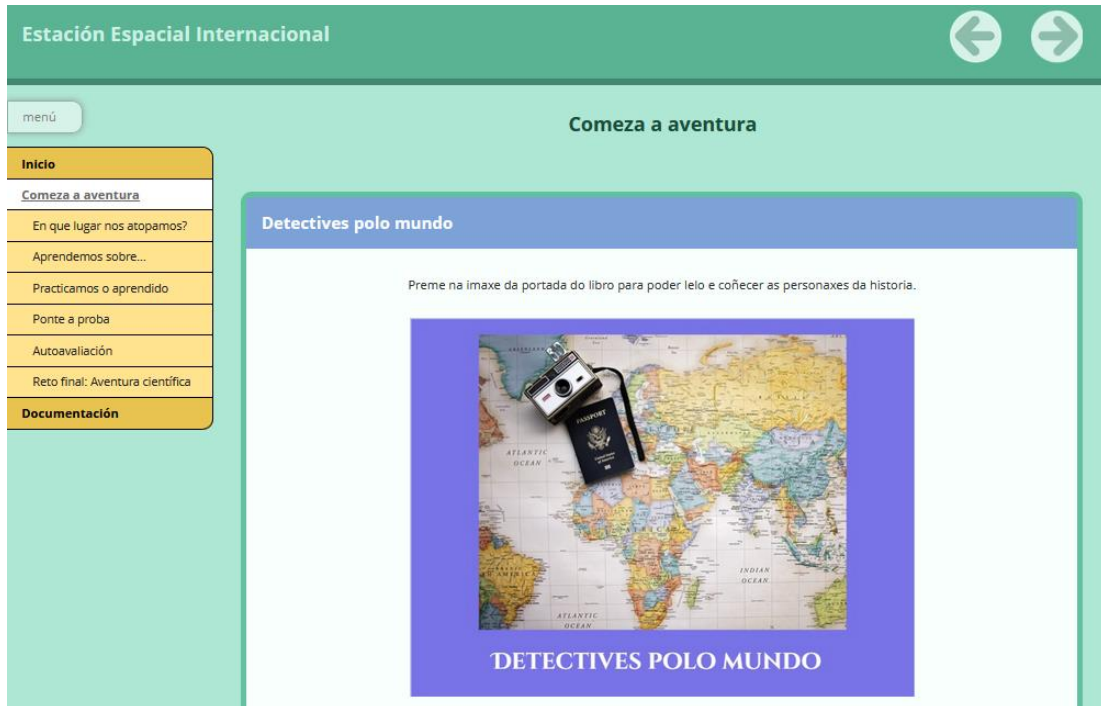 Estación Espacial Internacional
menú
Comeza a aventura
Inicio
Comeza a aventura
En que lugar nos atopamos?
Aprendemos sobre...
Practicamos o aprendido
Ponte a proba
Autoavaliación
Reto final: Aventura científica
Documentación
Detectives polo mundo
Preme na imaxe da portada do libro para poder lelo e coñecer as personaxes da historia.
PASSPORT
ATLANTIC
OCEAN
INDIAN
OCEAN
ATLANTIC
OCEAN
DETECTIVES POLO MUNDO